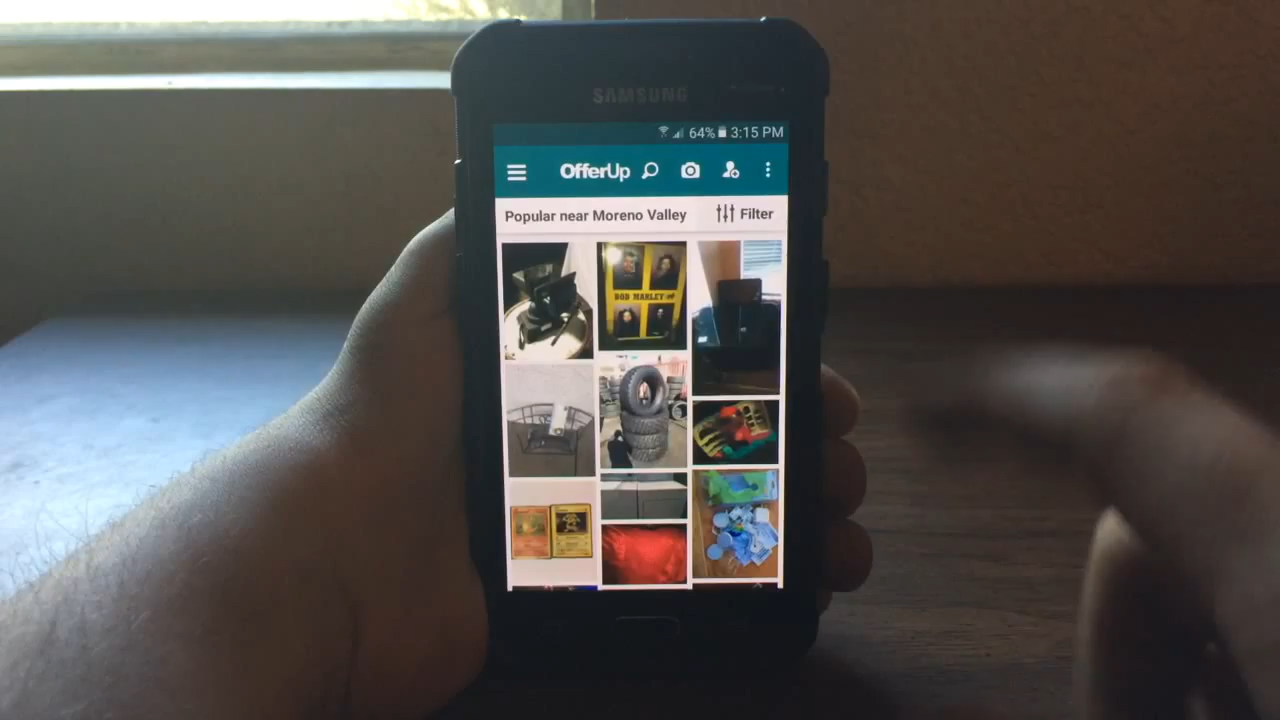 SAMSUNG
64% 3:15 PM
OfferUp
Popular near Moreno Valley
Filter
BOB MARLEY